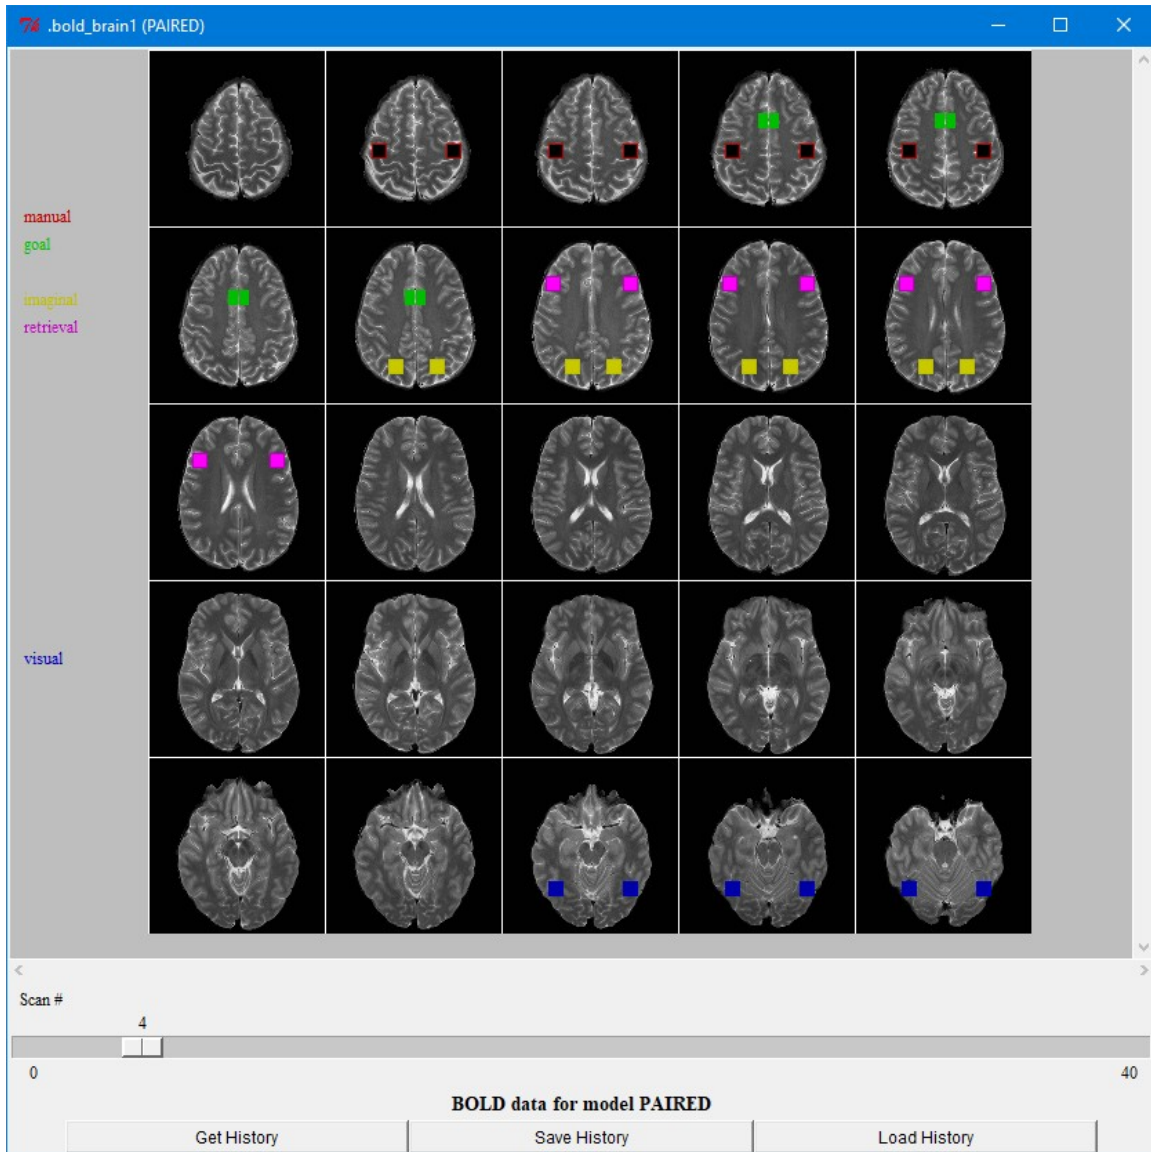 .bold_brain1 (PAIRED)
manual
goal
imaginal
retrieval
visual
Scan #
4
0 40
BOLD data for model PAIRED
Get History Save History Load History